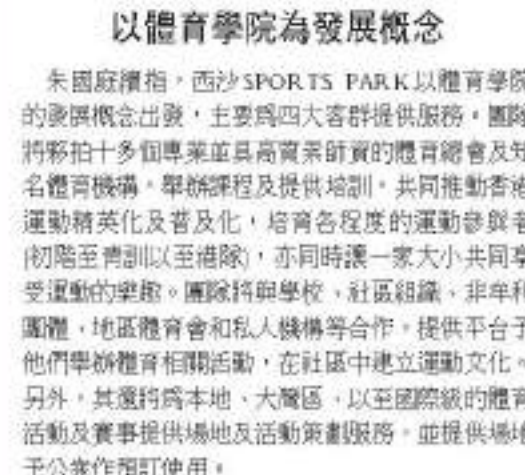 以體育學院為發展概念
朱國庭續指，西沙SPORTS PARK以體育學院
的發展概念出發，主要為四大客群提供服務。團隊
將夥拍十多個專業並具高質素師資的體育總會及知
名體育機構，舉辦課程及提供培訓，共同推動香港
運動精英化及普及化，培育各程度的運動參與者
(初階至青訓以至港隊)，亦同時讓一家大小共同享
受運動的樂趣。團隊將與學校、社區組織、非牟利
團體、地區體育會和私人機構等合作，提供平台予
他們舉辦體育相關活動，在社區中建立運動文化。
另外，其還將為本地、大灣區、以至國際級的體育
活動及賽事提供場地及活動策劃服務，並提供場地
予公眾作預訂使用。